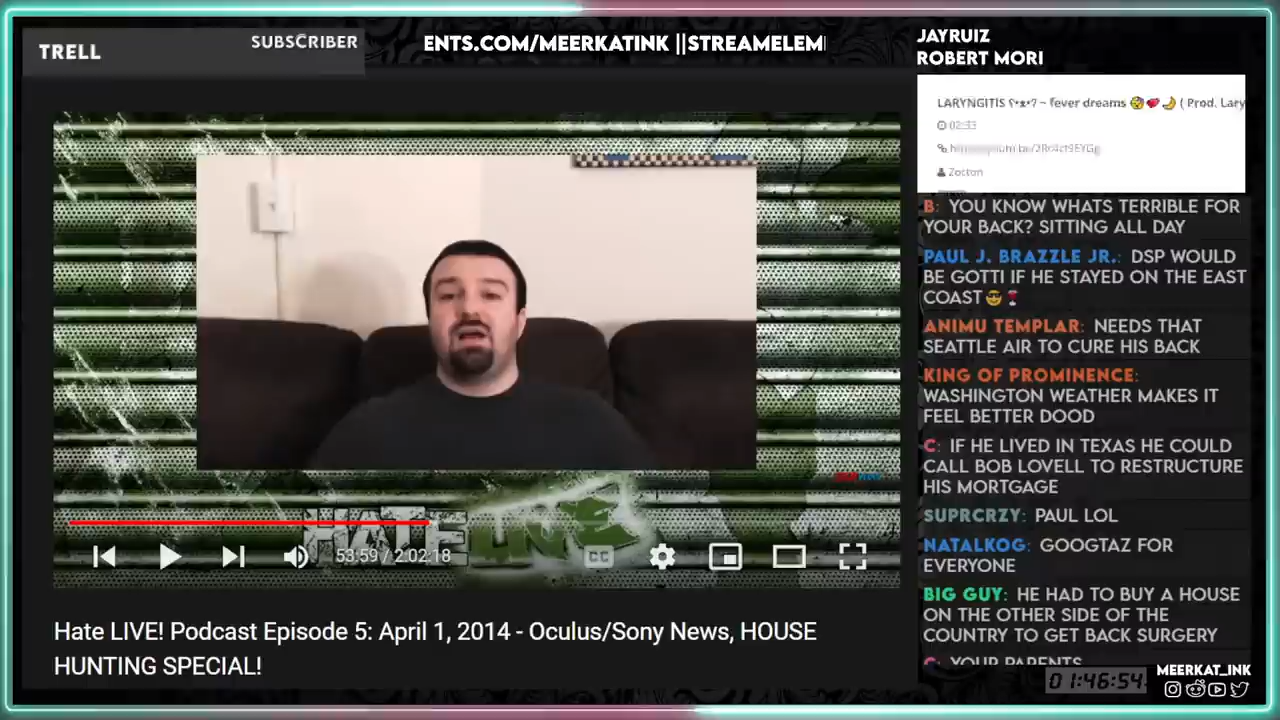 TRELL
SUBSCRIBER
ENTS.COM/MEERKATINK ||STREAMELEM
JAYRUIZ
ROBERT MORI
LARYNGITIS ʕ•ᴥ•ʔ ~ fever dreams 🤪💔🌙 ( Prod. Lary
02:33
Zocton
B: YOU KNOW WHATS TERRIBLE FOR
YOUR BACK? SITTING ALL DAY
PAUL J. BRAZZLE JR.: DSP WOULD
BE GOTTI IF HE STAYED ON THE EAST
COAST 😎🍷
ANIMU TEMPLAR: NEEDS THAT
SEATTLE AIR TO CURE HIS BACK
KING OF PROMINENCE:
WASHINGTON WEATHER MAKES IT
FEEL BETTER DOOD
C: IF HE LIVED IN TEXAS HE COULD
CALL BOB LOVELL TO RESTRUCTURE
HIS MORTGAGE
SUPRCRZY: PAUL LOL
NATALKOG: GOOGTAZ FOR
EVERYONE
BIG GUY: HE HAD TO BUY A HOUSE
ON THE OTHER SIDE OF THE
COUNTRY TO GET BACK SURGERY
C: YOUR PARENTS
HATE LIVE
53:59 / 2:02:18
CC
Hate LIVE! Podcast Episode 5: April 1, 2014 - Oculus/Sony News, HOUSE
HUNTING SPECIAL!
01:46:54
MEERKAT_INK